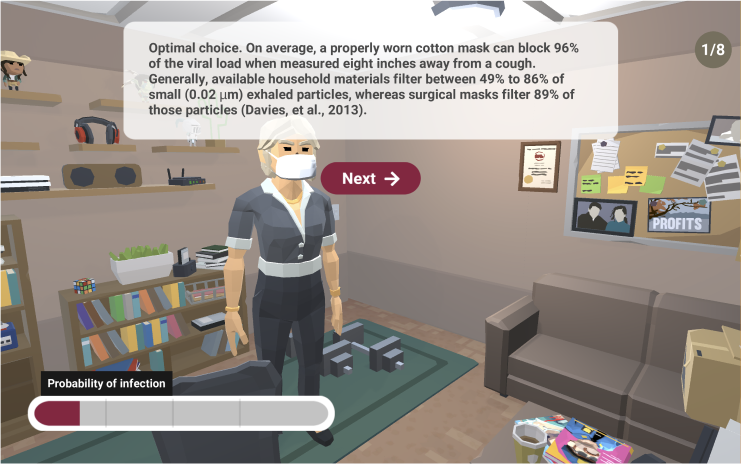 Optimal choice. On average, a properly worn cotton mask can block 96%
of the viral load when measured eight inches away from a cough.
Generally, available household materials filter between 49% to 86% of
small (0.02 μm) exhaled particles, whereas surgical masks filter 89% of
those particles (Davies, et al., 2013).
1/8
Next
PROFITS
Probability of infection